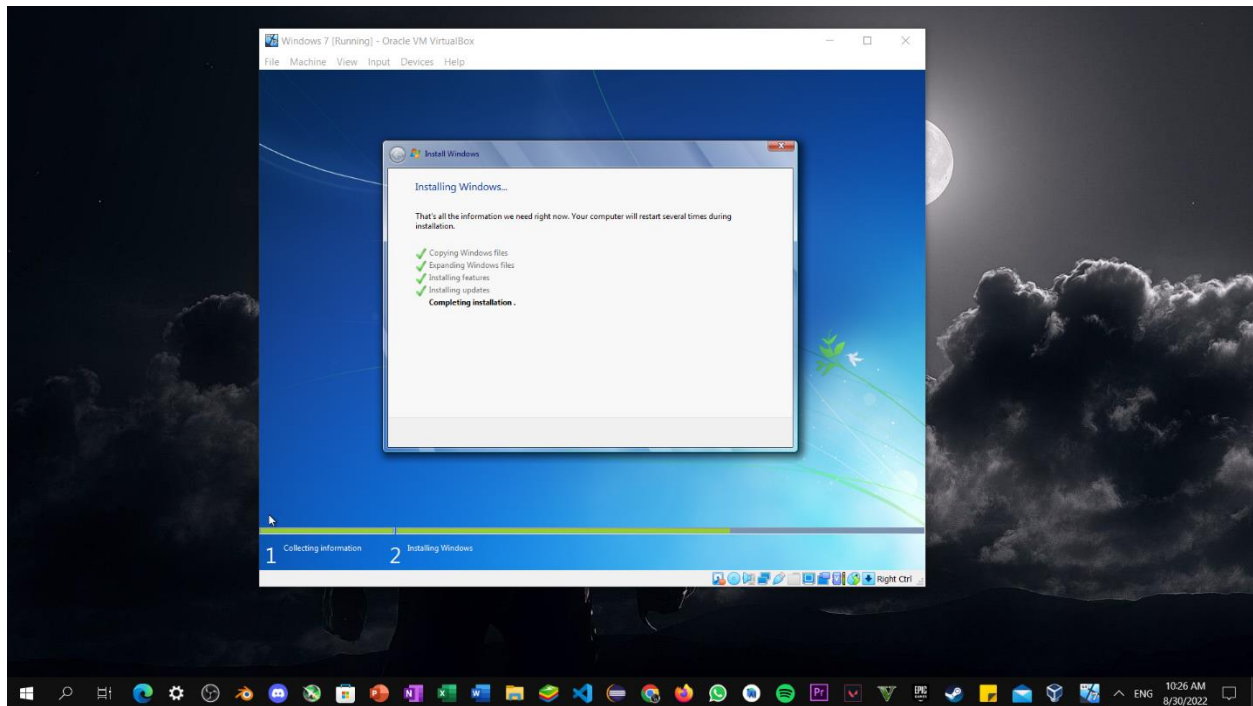 Windows 7 [Running] - Oracle VM VirtualBox
File Machine View Input Devices Help
Install Windows
Installing Windows...
That's all the information we need right now. Your computer will restart several times during
installation.
Copying Windows files
Expanding Windows files
Installing features
Installing updates
Completing installation .
1 Collecting information 2 Installing Windows
Right Ctrl
ENG 10:26 AM
8/30/2022